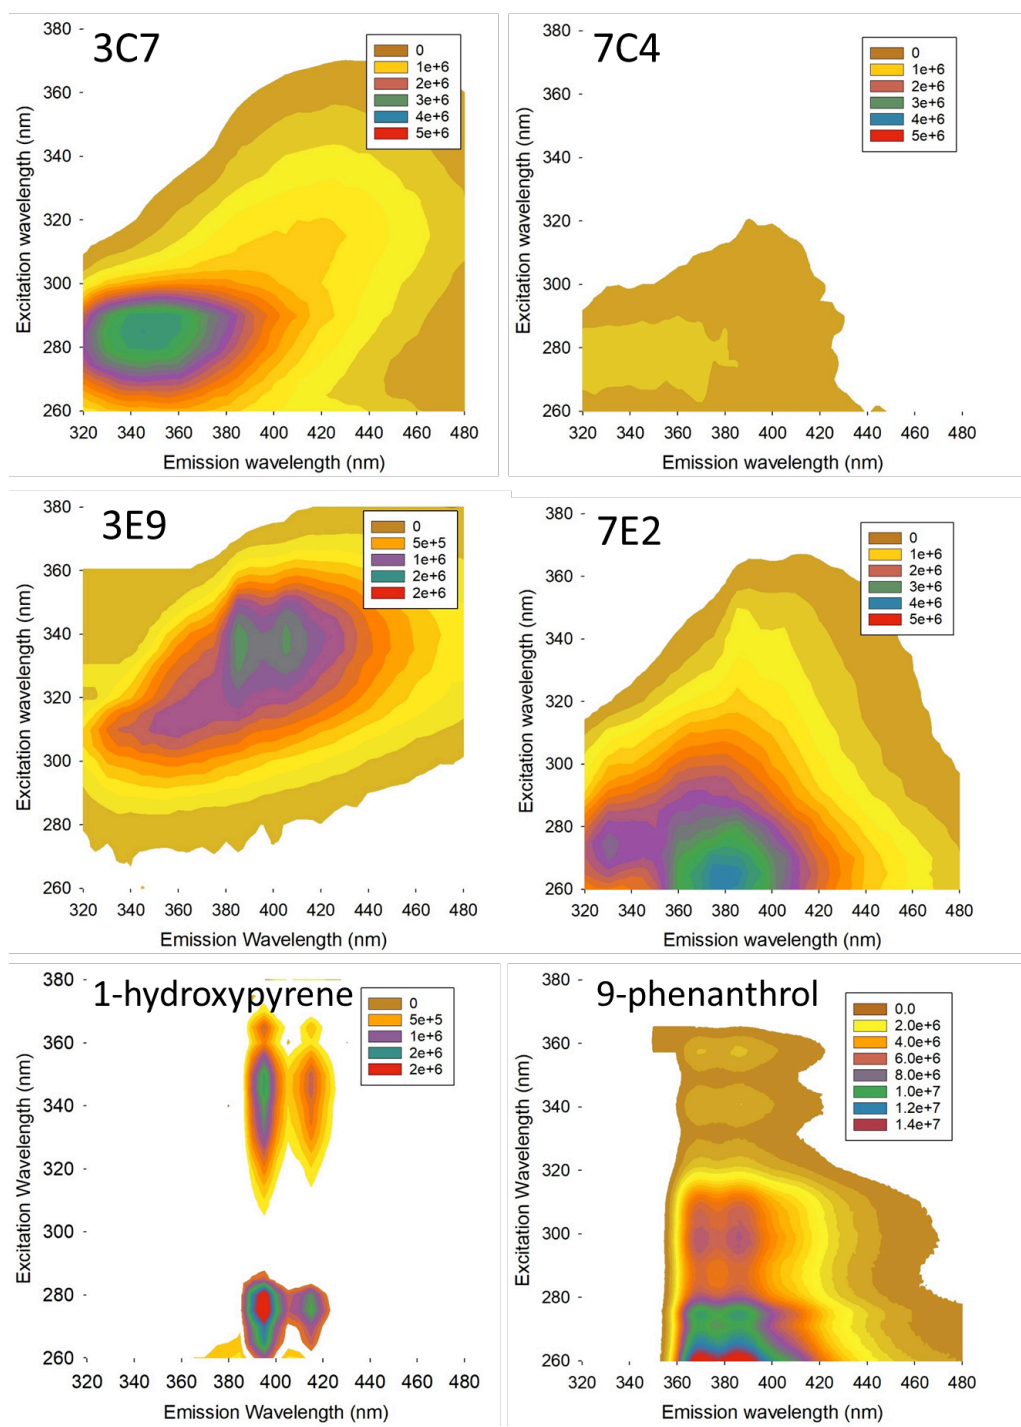 3C7
380
360
340
320
300
280
260
320 340 360 380 400 420 440 460 480
Excitation wavelength (nm)
Emission wavelength (nm)
0
1e+6
2e+6
3e+6
4e+6
5e+6
7C4
380
360
340
320
300
280
260
320 340 360 380 400 420 440 460 480
Excitation wavelength (nm)
Emission wavelength (nm)
0
1e+6
2e+6
3e+6
4e+6
5e+6
3E9
380
360
340
320
300
280
260
320 340 360 380 400 420 440 460 480
Excitation wavelength (nm)
Emission Wavelength (nm)
0
5e+5
1e+6
2e+6
2e+6
7E2
380
360
340
320
300
280
260
320 340 360 380 400 420 440 460 480
Excitation wavelength (nm)
Emission wavelength (nm)
0
1e+6
2e+6
3e+6
4e+6
5e+6
1-hydroxypyrene
380
360
340
320
300
280
260
320 340 360 380 400 420 440 460 480
Excitation Wavelength (nm)
Emission Wavelength (nm)
0
5e+5
1e+6
2e+6
2e+6
9-phenanthrol
380
360
340
320
300
280
260
320 340 360 380 400 420 440 460 480
Excitation Wavelength (nm)
Emission wavelength (nm)
0.0
2.0e+6
4.0e+6
6.0e+6
8.0e+6
1.0e+7
1.2e+7
1.4e+7